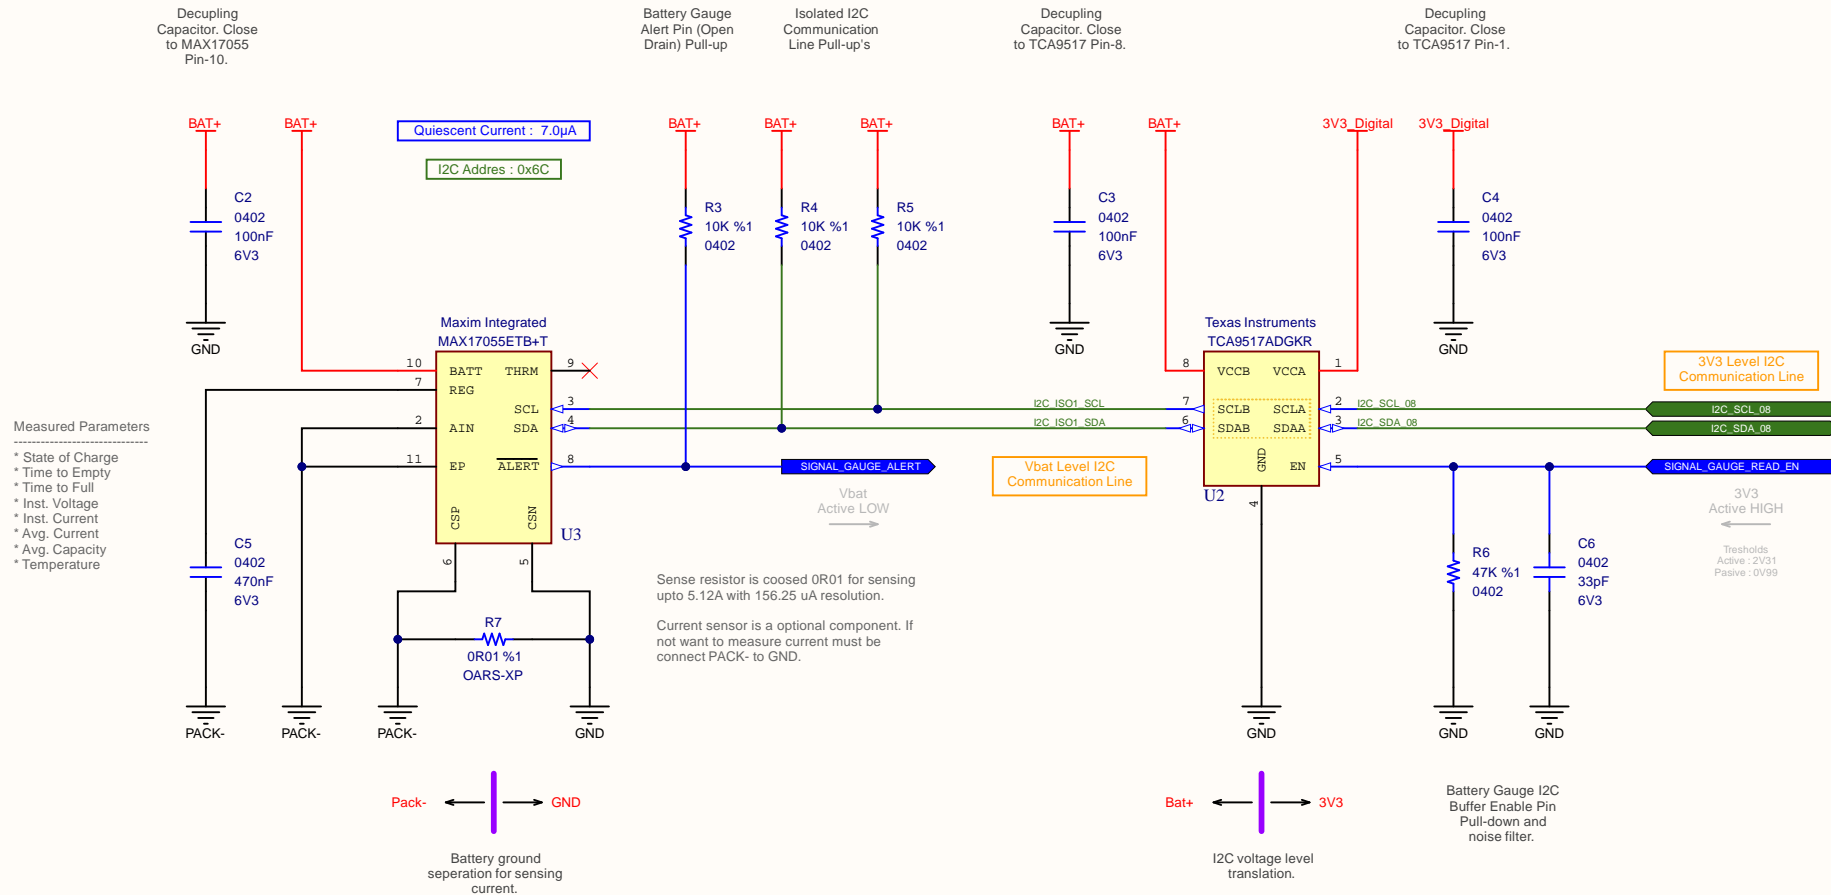 Decupling
Capacitor. Close
to MAX17055
Pin-10.
Battery Gauge
Alert Pin (Open
Drain) Pull-up
Isolated I2C
Communication
Line Pull-up's
Decupling
Capacitor. Close
to TCA9517 Pin-8.
Decupling
Capacitor. Close
to TCA9517 Pin-1.
BAT+
BAT+
Quiescent Current :  7.0µA
I2C Addres : 0x6C
BAT+
BAT+
BAT+
BAT+
BAT+
3V3_Digital
3V3_Digital
C2
0402
100nF
6V3
GND
R3
10K %1
0402
R4
10K %1
0402
R5
10K %1
0402
C3
0402
100nF
6V3
GND
C4
0402
100nF
6V3
GND
Maxim Integrated
MAX17055ETB+T
10
BATT
THRM
9
7
REG
SCL
3
2
AIN
SDA
4
11
EP
ALERT
8
CSP
CSN
U3
6
5
Texas Instruments
TCA9517ADGKR
8
VCCB
VCCA
1
7
SCLB
SCLA
2
6
SDAB
SDAA
3
GND
EN
5
U2
4
I2C_ISO1_SCL
I2C_ISO1_SDA
I2C_SCL_08
I2C_SDA_08
3V3 Level I2C
Communication Line
I2C_SCL_08
I2C_SDA_08
SIGNAL_GAUGE_READ_EN
SIGNAL_GAUGE_ALERT
Vbat
Active LOW
Vbat Level I2C
Communication Line
3V3
Active HIGH
Tresholds
Active : 2V31
Pasive : 0V99
Measured Parameters
-------------------------------
* State of Charge
* Time to Empty
* Time to Full
* Inst. Voltage
* Inst. Current
* Avg. Current
* Avg. Capacity
* Temperature
C5
0402
470nF
6V3
R7
0R01 %1
OARS-XP
Sense resistor is coosed 0R01 for sensing
upto 5.12A with 156.25 uA resolution.
Current sensor is a optional component. If
not want to measure current must be
connect PACK- to GND.
R6
47K %1
0402
C6
0402
33pF
6V3
PACK-
PACK-
PACK-
GND
GND
GND
GND
Pack-
GND
Battery ground
seperation for sensing
current.
Bat+
3V3
I2C voltage level
translation.
Battery Gauge I2C
Buffer Enable Pin
Pull-down and
noise filter.